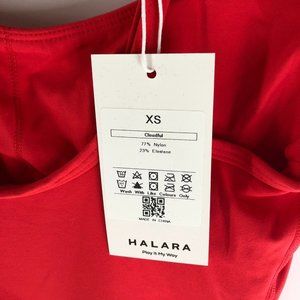 HALARA
XS
Cloudful
77% Nylon
23% Elastane
Wash With Like Colours Only
MADE IN CHINA
HALARA
Play It My Way